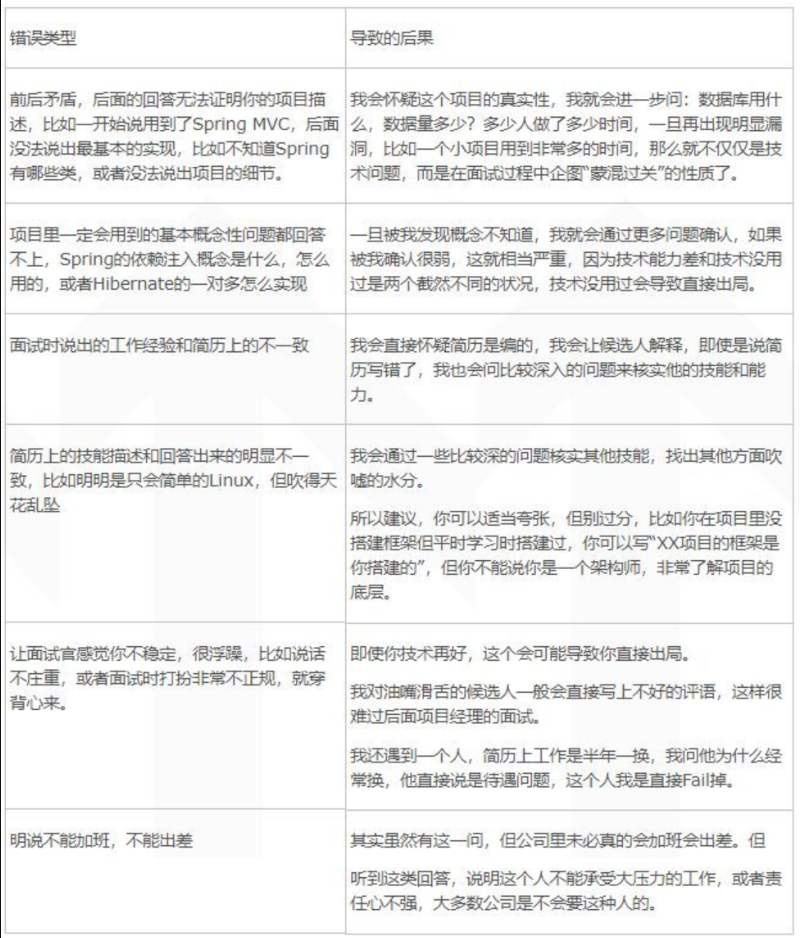 错误类型
导致的后果
前后矛盾，后面的回答无法证明你的项目描
述，比如一开始说用到了Spring MVC，后面
没法说出最基本的实现，比如不知道Spring
有哪些类，或者没法说出项目的细节。
我会怀疑这个项目的真实性，我就会进一步问：数据库用什
么，数据量多少？多少人做了多少时间，一旦再出现明显漏
洞，比如一个小项目用到非常多的时间，那么就不仅仅是技
术问题，而是在面试过程中企图“蒙混过关”的性质了。
项目里一定会用到的基本概念性问题都回答
不上，Spring的依赖注入概念是什么，怎么
用的，或者Hibernate的一对多怎么实现
一旦被我发现概念不知道，我就会通过更多问题确认，如果
被我确认很弱，这就相当严重，因为技术能力差和技术没用
过是两个截然不同的状况，技术没用过会导致直接出局。
面试时说出的工作经验和简历上的不一致
我会直接怀疑简历是编的，我会让候选人解释，即使是说简
历写错了，我也会问比较深入的问题来核实他的技能和能
力。
简历上的技能描述和回答出来的明显不一
致，比如明明是只会简单的Linux，但吹得天
花乱坠
我会通过一些比较深的问题核实其他技能，找出其他方面吹
嘘的水分。
所以建议，你可以适当夸张，但别过分，比如你在项目里没
搭建框架但平时学习时搭建过，你可以写“XX项目的框架是
你搭建的”，但你不能说你是一个架构师，非常了解项目的
底层。
让面试官感觉你不稳定，很浮躁，比如说话
不庄重，或者面试时打扮非常不正规，就穿
背心来。
即使你技术再好，这个会可能导致你直接出局。
我对油嘴滑舌的候选人一般会直接写上不好的评语，这样很
难过后面项目经理的面试。
我还遇到一个人，简历上工作是半年一换，我问他为什么经
常换，他直接说是待遇问题，这个人我是直接Fail掉。
明说不能加班，不能出差
其实虽然有这一问，但公司里未必真的会加班会出差。但
听到这类回答，说明这个人不能承受大压力的工作，或者责
任心不强，大多数公司是不会要这种人的。